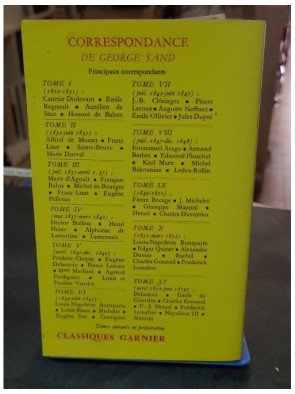 CORRESPONDANCE
DE GEORGE SAND
Principaux correspondants
TOME I
(1812-1831) :
Casimir Dudevant • Émile
Regnault • Aurélien de
Sèze • Honoré de Balzac
TOME II
(1832-juin 1835) :
Alfred de Musset • Franz
Liszt • Sainte-Beuve •
Marie Dorval
TOME III
(juil. 1835-avril 37) :
Marie d'Agoult • François
Buloz • Michel de Bourges
• Franz Liszt • Eugène
Pelletan
TOME IV
(mai 1837-mars 1840) :
Hector Berlioz • Henri
Heine • Alphonse de
Lamartine • Lamennais
TOME V
(avril 1840-déc. 1842) :
Frédéric Chopin • Eugène
Delacroix • Pierre Leroux
• Mme Marliani • Agricol
Perdiguier • Louis et
Pauline Viardot
TOME VI
(1843-juin 1845) :
Louis-Napoléon Bonaparte
• Louis Blanc • Michelet •
Eugène Sue • Cavaignac
TOME VII
(juil. 1845-juin 1847) :
J.-B. Clésinger • Pierre
Leroux • Auguste Neffftzer •
Émile Ollivier • Jules Dupré
TOME VIII
(juil. 1847-déc. 1848) :
Emmanuel Arago • Armand
Barbès • Edmond Plauchut
• Karl Marx • Michel
Bakounine • Ledru-Rollin
TOME IX
(1849-1850) :
Pierre Bocage • J. Michelet
• Giuseppe Mazzini •
Hetzel • Charles Duveyrier
TOME X
(1851-mars 1852) :
Louis-Napoléon Bonaparte
• Edgar Quinet • Alexandre
Dumas • Rachel •
Charles Gounod • Frédérick
Lemaître
TOME XI
(avril 1852-juin 1853) :
Delacroix • Émile de
Girardin • Charles Gounod
• P.-J. Hetzel • Frédérick
Lemaître • Napoléon III •
Mazzini
Tomes suivants en préparation
CLASSIQUES GARNIER